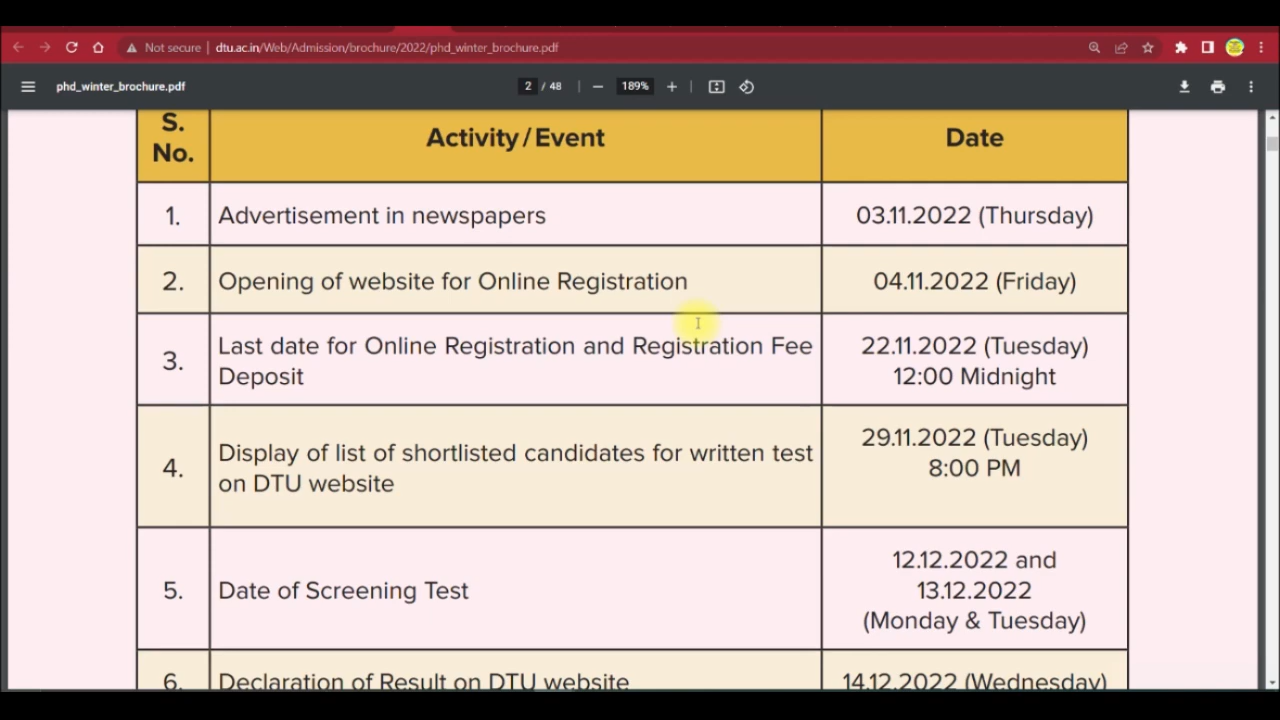 Not secure | dtu.ac.in/Web/Admission/brochure/2022/phd_winter_brochure.pdf
phd_winter_brochure.pdf
2 / 48
189%
S. No.
Activity / Event
Date
1.
Advertisement in newspapers
03.11.2022 (Thursday)
2.
Opening of website for Online Registration
04.11.2022 (Friday)
3.
Last date for Online Registration and Registration Fee
Deposit
22.11.2022 (Tuesday)
12:00 Midnight
4.
Display of list of shortlisted candidates for written test
on DTU website
29.11.2022 (Tuesday)
8:00 PM
5.
Date of Screening Test
12.12.2022 and
13.12.2022
(Monday & Tuesday)
6.
Declaration of Result on DTU website
14.12.2022 (Wednesday)